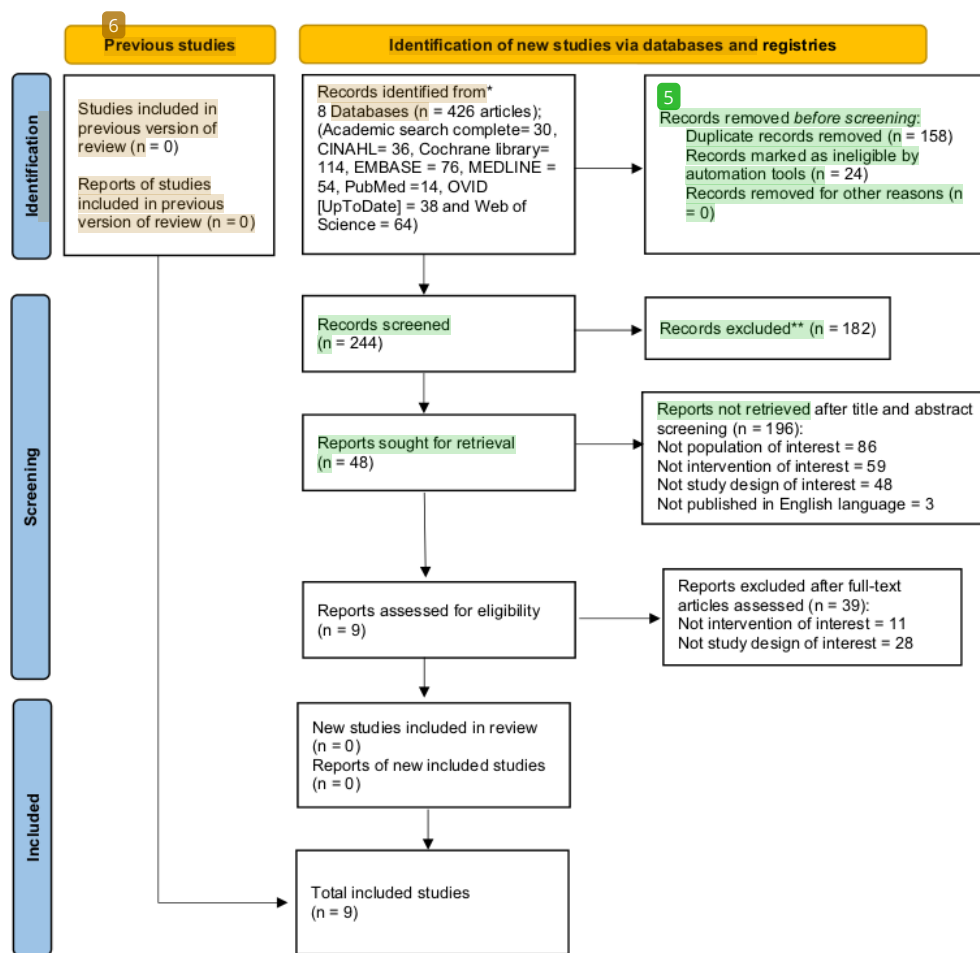 6
Previous studies
Identification of new studies via databases and registries
Identification
Studies included in
previous version of
review (n = 0)
Reports of studies
included in previous
version of review (n = 0)
Records identified from*
8 Databases (n = 426 articles);
(Academic search complete= 30,
CINAHL= 36, Cochrane library=
114, EMBASE = 76, MEDLINE =
54, PubMed =14, OVID
[UpToDate] = 38 and Web of
Science = 64)
5
Records removed before screening:
Duplicate records removed (n = 158)
Records marked as ineligible by
automation tools (n = 24)
Records removed for other reasons (n
= 0)
Screening
Records screened
(n = 244)
Records excluded** (n = 182)
Reports sought for retrieval
(n = 48)
Reports not retrieved after title and abstract
screening (n = 196):
Not population of interest = 86
Not intervention of interest = 59
Not study design of interest = 48
Not published in English language = 3
Reports assessed for eligibility
(n = 9)
Reports excluded after full-text
articles assessed (n = 39):
Not intervention of interest = 11
Not study design of interest = 28
Included
New studies included in review
(n = 0)
Reports of new included studies
(n = 0)
Total included studies
(n = 9)